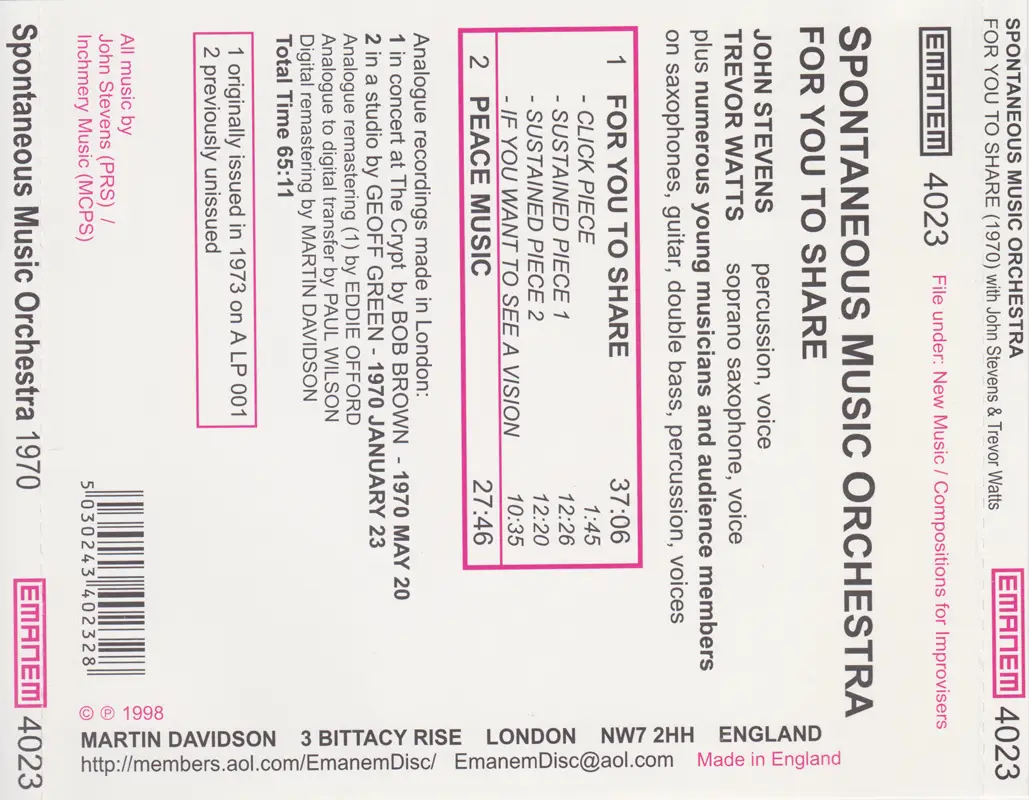 SPONTANEOUS MUSIC ORCHESTRA
FOR YOU TO SHARE (1970) with John Stevens & Trevor Watts
EMANEM 4023
EMANEM 4023 File under: New Music / Compositions for Improvisers
SPONTANEOUS MUSIC ORCHESTRA
FOR YOU TO SHARE
JOHN STEVENS percussion, voice
TREVOR WATTS soprano saxophone, voice
plus numerous young musicians and audience members
on saxophones, guitar, double bass, percussion, voices
1 FOR YOU TO SHARE 37:06
- CLICK PIECE 1:45
- SUSTAINED PIECE 1 12:26
- SUSTAINED PIECE 2 12:20
- IF YOU WANT TO SEE A VISION 10:35
2 PEACE MUSIC 27:46
Analogue recordings made in London:
1 in concert at The Crypt by BOB BROWN - 1970 MAY 20
2 in a studio by GEOFF GREEN - 1970 JANUARY 23
Analogue remastering (1) by EDDIE OFFORD
Analogue to digital transfer by PAUL WILSON
Digital remastering by MARTIN DAVIDSON
Total Time 65:11
1 originally issued in 1973 on A LP 001
2 previously unissued
All music by
John Stevens (PRS) /
Inchmery Music (MCPS)
5 030243 402328
© ℗ 1998
MARTIN DAVIDSON 3 BITTACY RISE LONDON NW7 2HH ENGLAND
http://members.aol.com/EmanemDisc/ EmanemDisc@aol.com Made in England
Spontaneous Music Orchestra 1970
EMANEM 4023